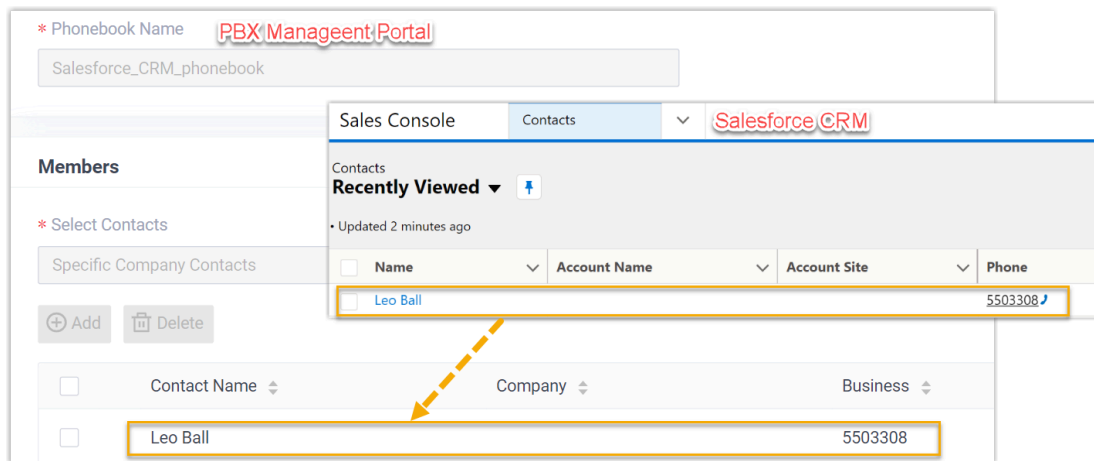 * Phonebook Name
PBX Manageent Portal
Salesforce_CRM_phonebook
Sales Console
Contacts
Salesforce CRM
Contacts
Recently Viewed
• Updated 2 minutes ago
Name
Account Name
Account Site
Phone
Leo Ball
5503308
Members
* Select Contacts
Specific Company Contacts
Add
Delete
Contact Name
Company
Business
Leo Ball
5503308